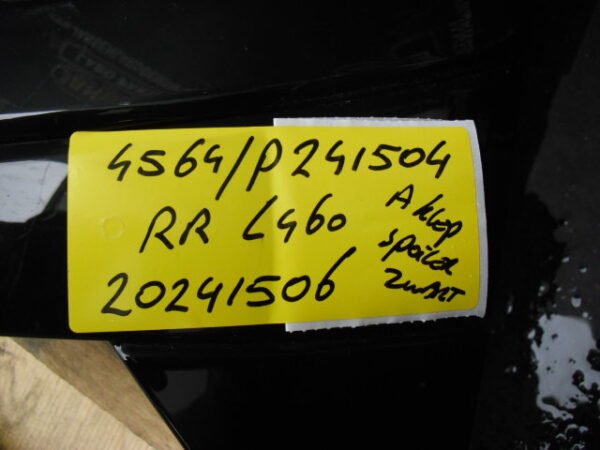 4564/P241504
RR L460
20241506
A klep
spoiler
zwart